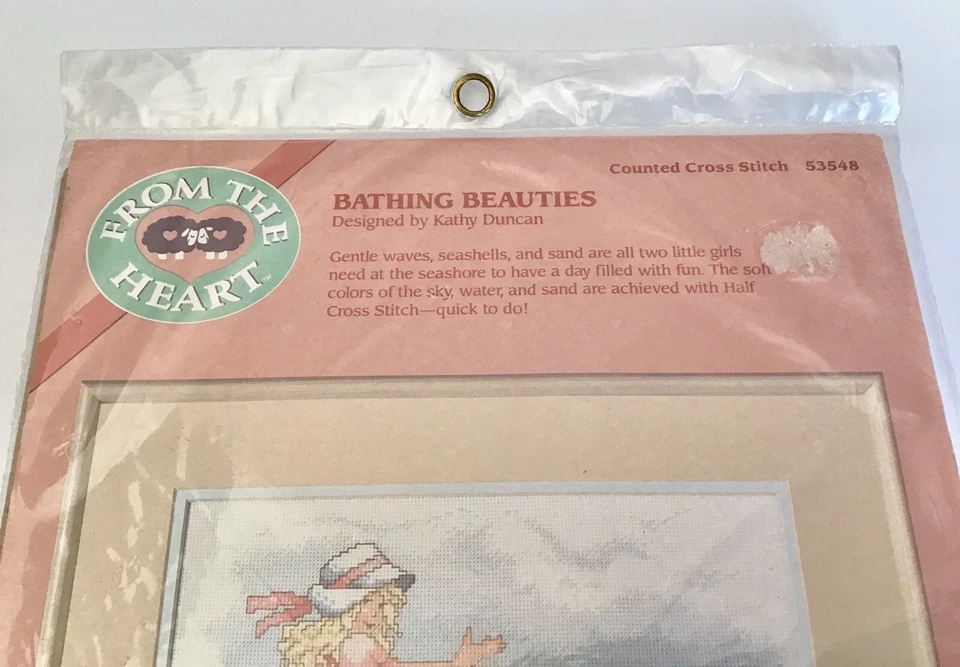 FROM THE
HEART™
Counted Cross Stitch 53548
BATHING BEAUTIES
Designed by Kathy Duncan
Gentle waves, seashells, and sand are all two little girls
need at the seashore to have a day filled with fun. The soft
colors of the sky, water, and sand are achieved with Half
Cross Stitch—quick to do!